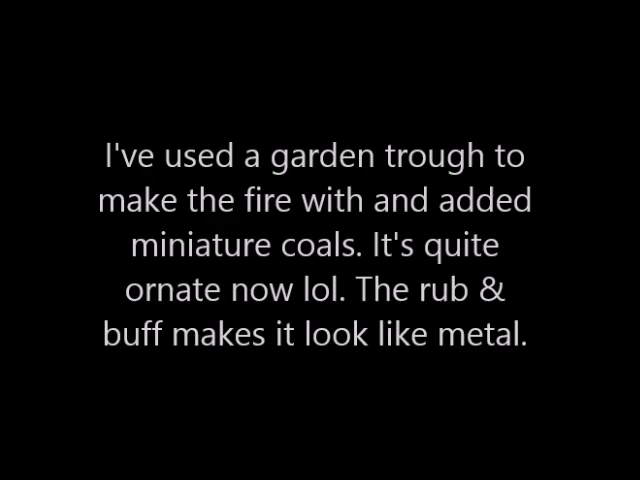 I've used a garden trough to
make the fire with and added
miniature coals. It's quite
ornate now lol. The rub &
buff makes it look like metal.